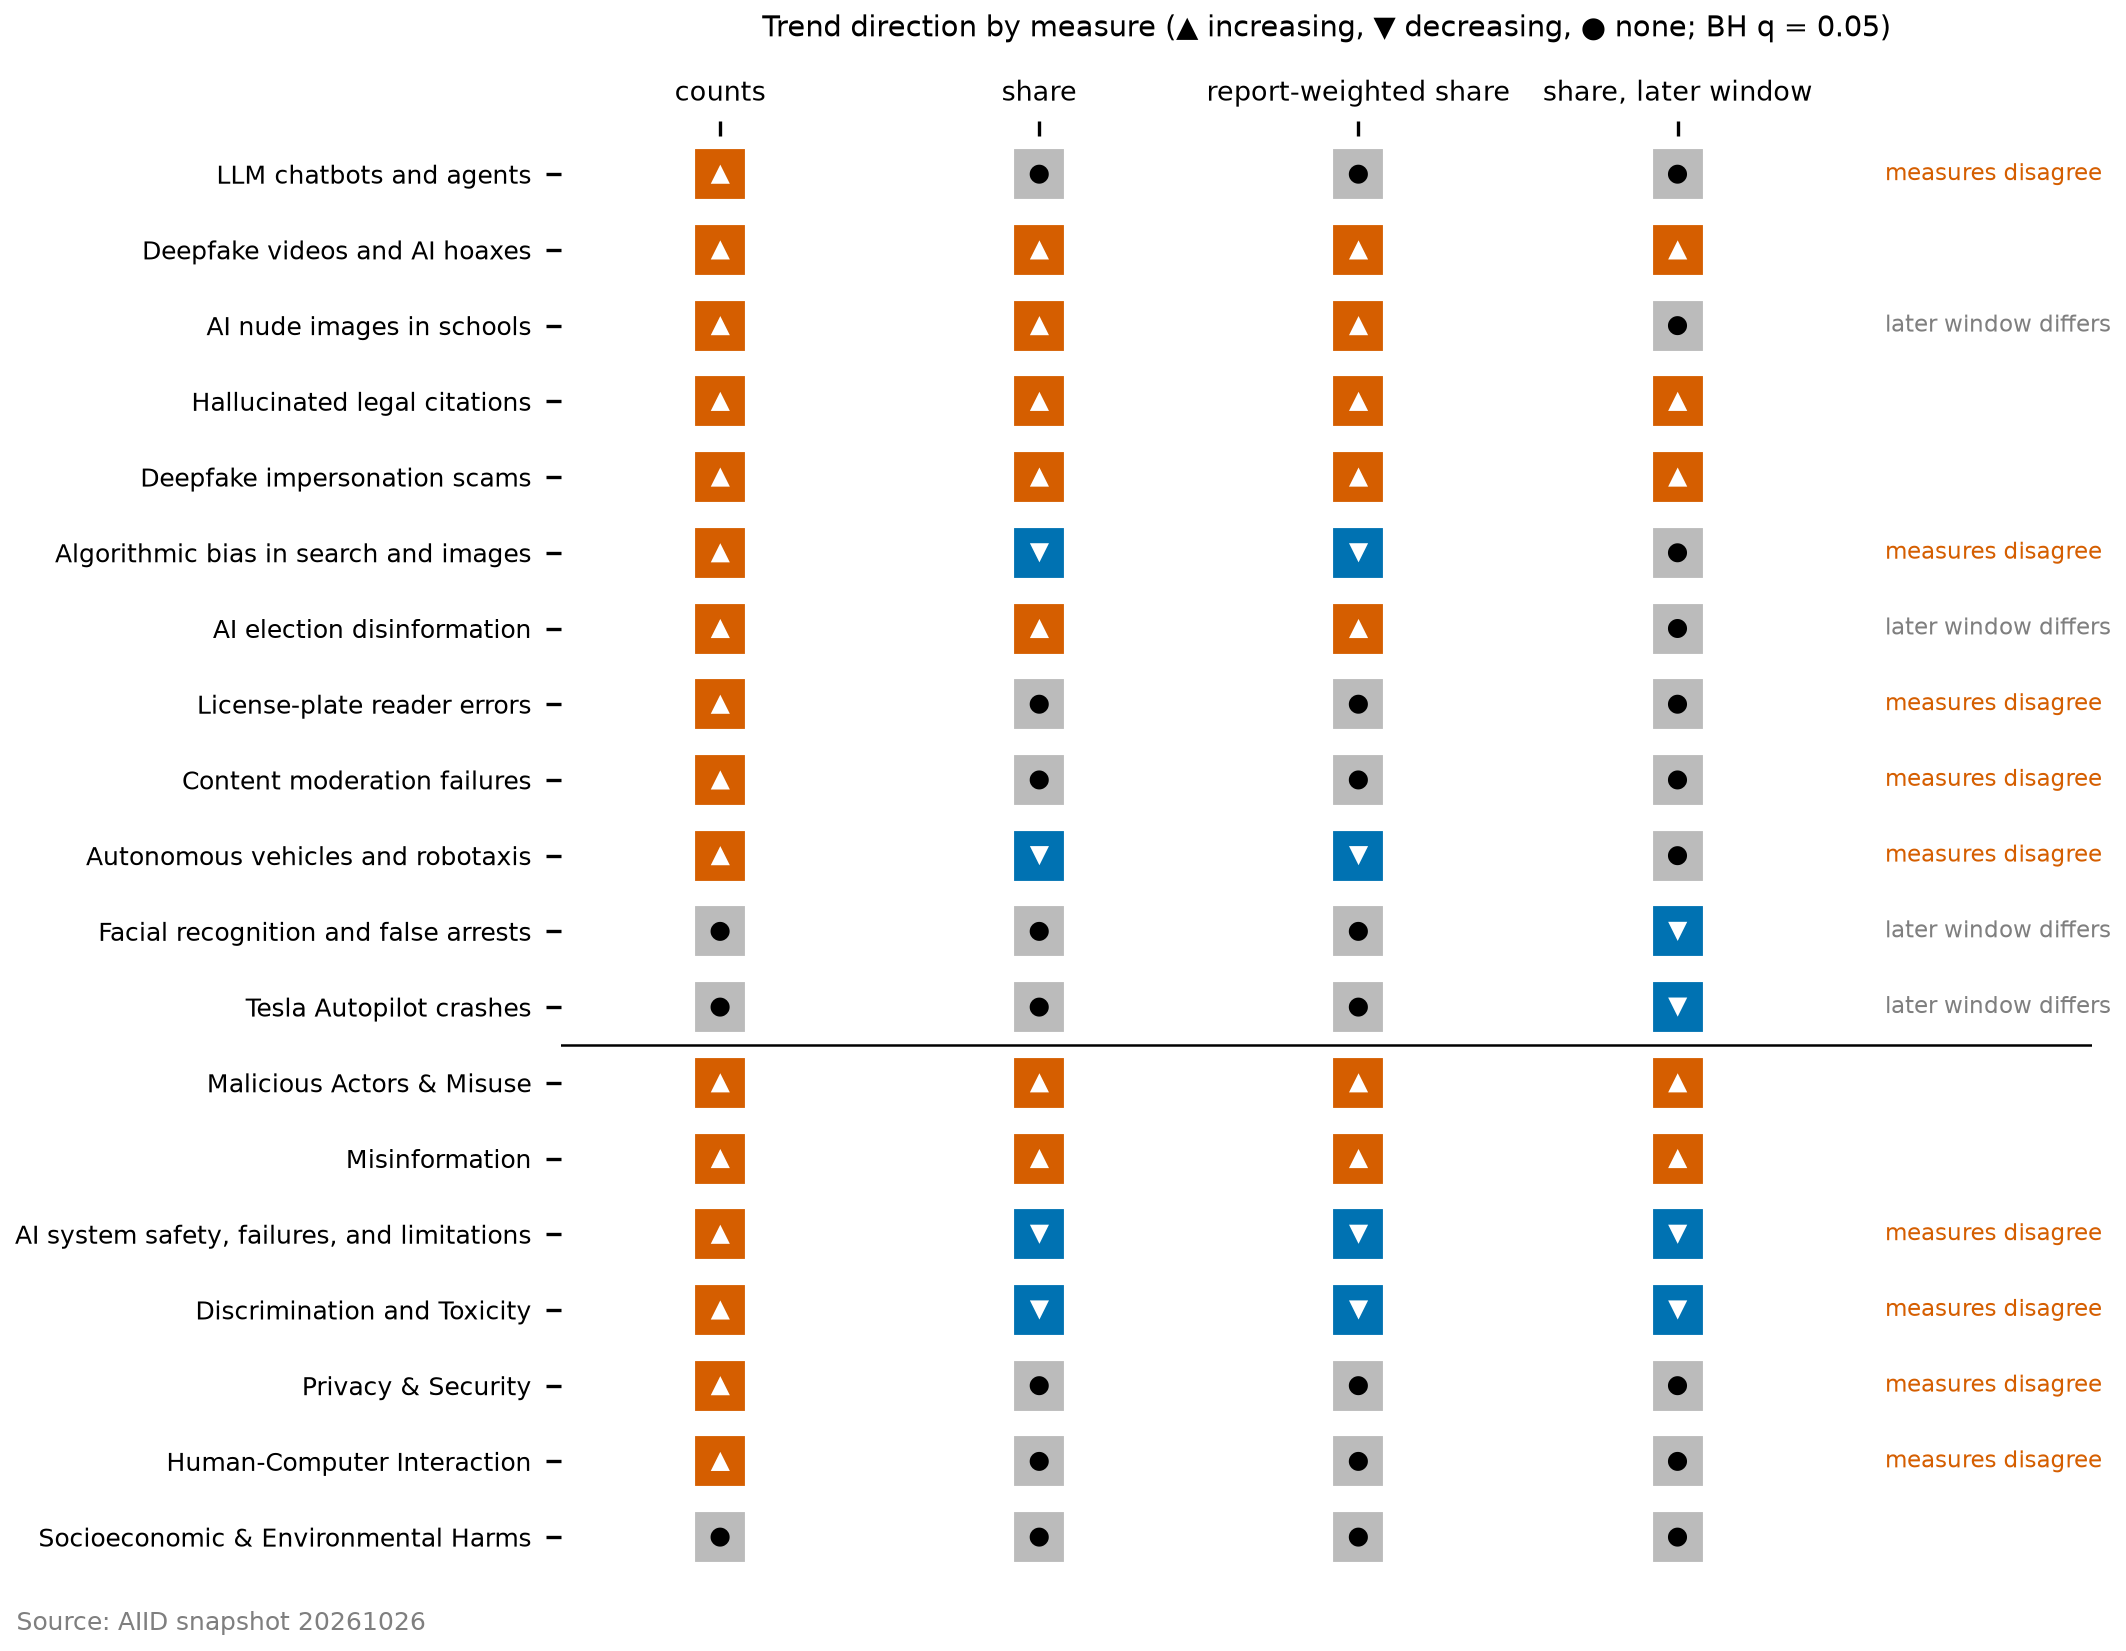 Trend direction by measure (▲ increasing, ▼ decreasing, ● none; BH q = 0.05)
counts share report-weighted share share, later window
LLM chatbots and agents measures disagree
Deepfake videos and AI hoaxes
AI nude images in schools later window differs
Hallucinated legal citations
Deepfake impersonation scams
Algorithmic bias in search and images measures disagree
AI election disinformation later window differs
License-plate reader errors measures disagree
Content moderation failures measures disagree
Autonomous vehicles and robotaxis measures disagree
Facial recognition and false arrests later window differs
Tesla Autopilot crashes later window differs
Malicious Actors & Misuse
Misinformation
AI system safety, failures, and limitations measures disagree
Discrimination and Toxicity measures disagree
Privacy & Security measures disagree
Human-Computer Interaction measures disagree
Socioeconomic & Environmental Harms
Source: AIID snapshot 20261026